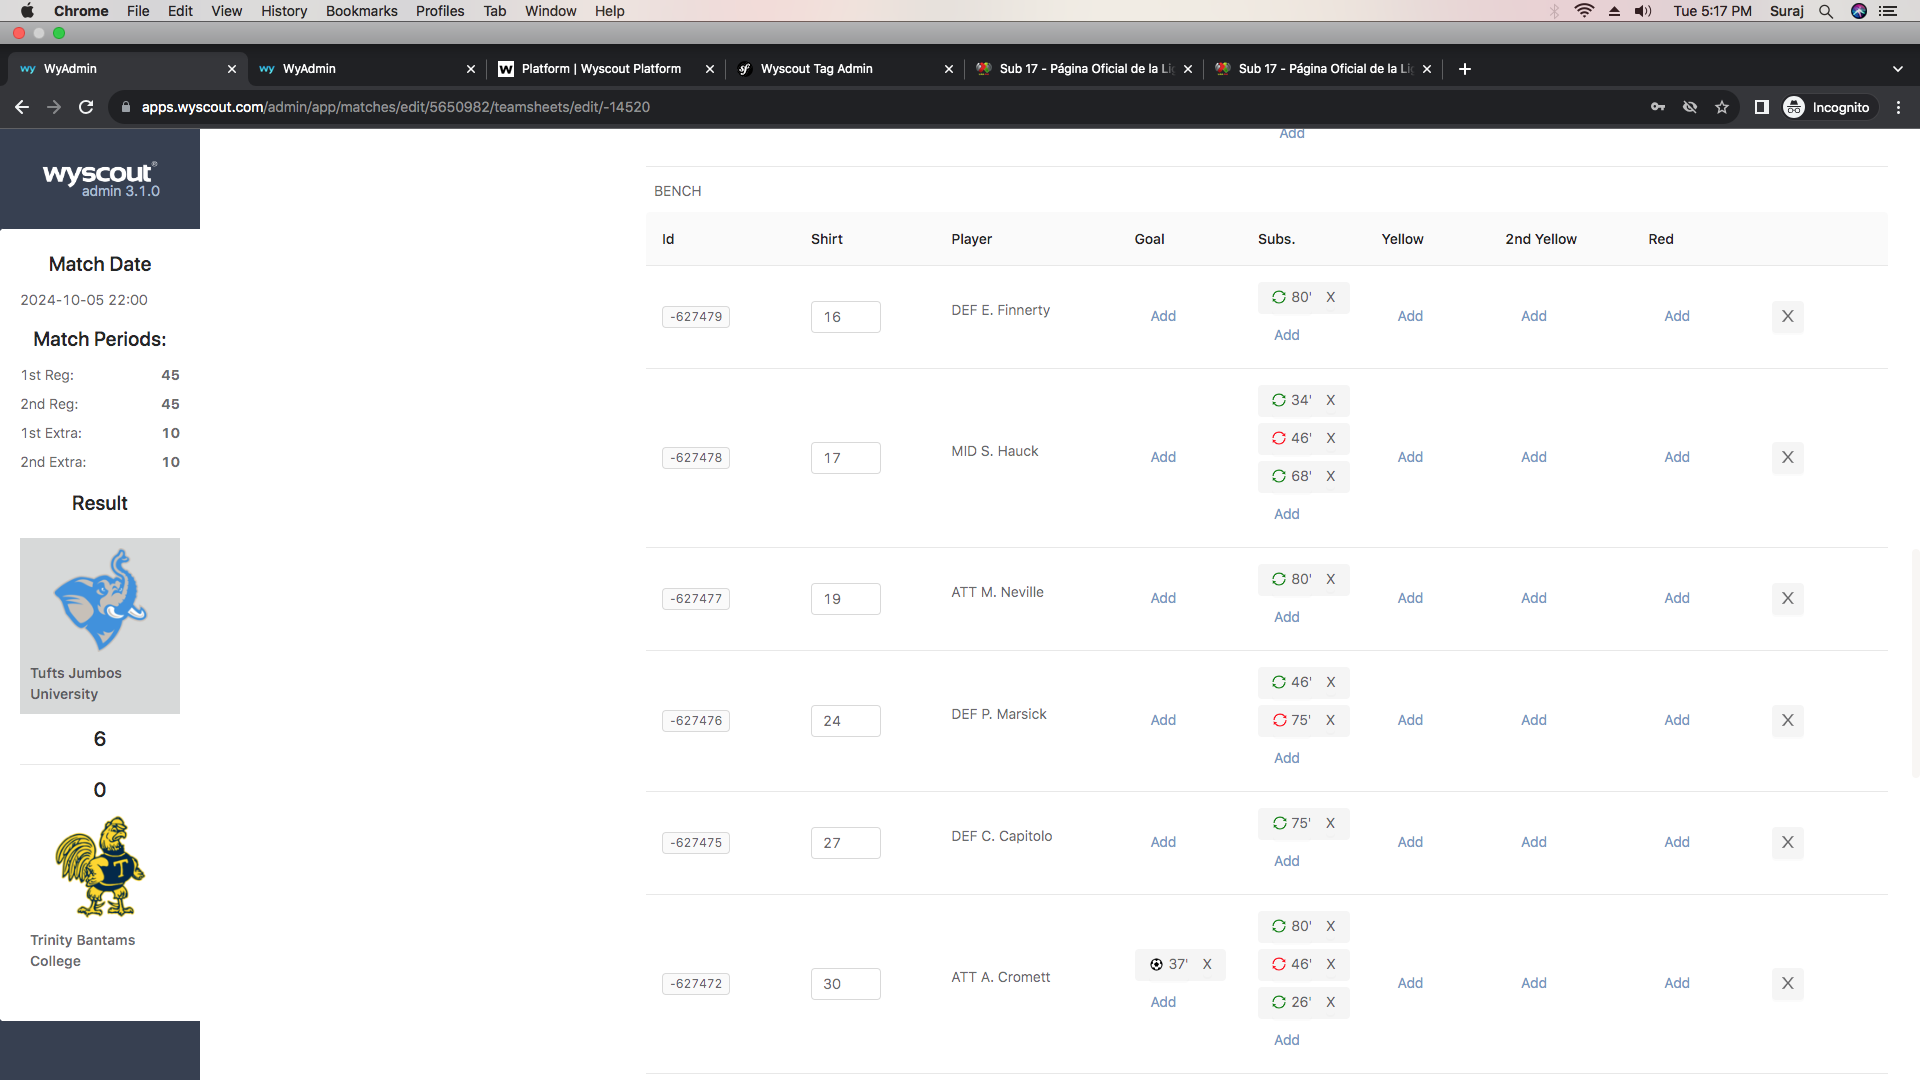 Chrome File Edit View History Bookmarks Profiles Tab Window Help Tue 5:17 PM Suraj
wy WyAdmin wy WyAdmin W Platform | Wyscout Platform sf Wyscout Tag Admin Sub 17 - Página Oficial de la Li Sub 17 - Página Oficial de la Li
apps.wyscout.com/admin/app/matches/edit/5650982/teamsheets/edit/-14520 Incognito
wyscout®
admin 3.1.0
Match Date
2024-10-05 22:00
Match Periods:
1st Reg: 45
2nd Reg: 45
1st Extra: 10
2nd Extra: 10
Result
Tufts Jumbos
University
6
0
T
Trinity Bantams
College
Add
BENCH
Id Shirt Player Goal Subs. Yellow 2nd Yellow Red
-627479 16 DEF E. Finnerty Add 80' X Add Add Add X
Add
-627478 17 MID S. Hauck Add 34' X Add Add Add X
46' X
68' X
Add
-627477 19 ATT M. Neville Add 80' X Add Add Add X
Add
-627476 24 DEF P. Marsick Add 46' X Add Add Add X
75' X
Add
-627475 27 DEF C. Capitolo Add 75' X Add Add Add X
Add
-627472 30 ATT A. Cromett 37' X 80' X Add Add Add X
Add 46' X
26' X
Add